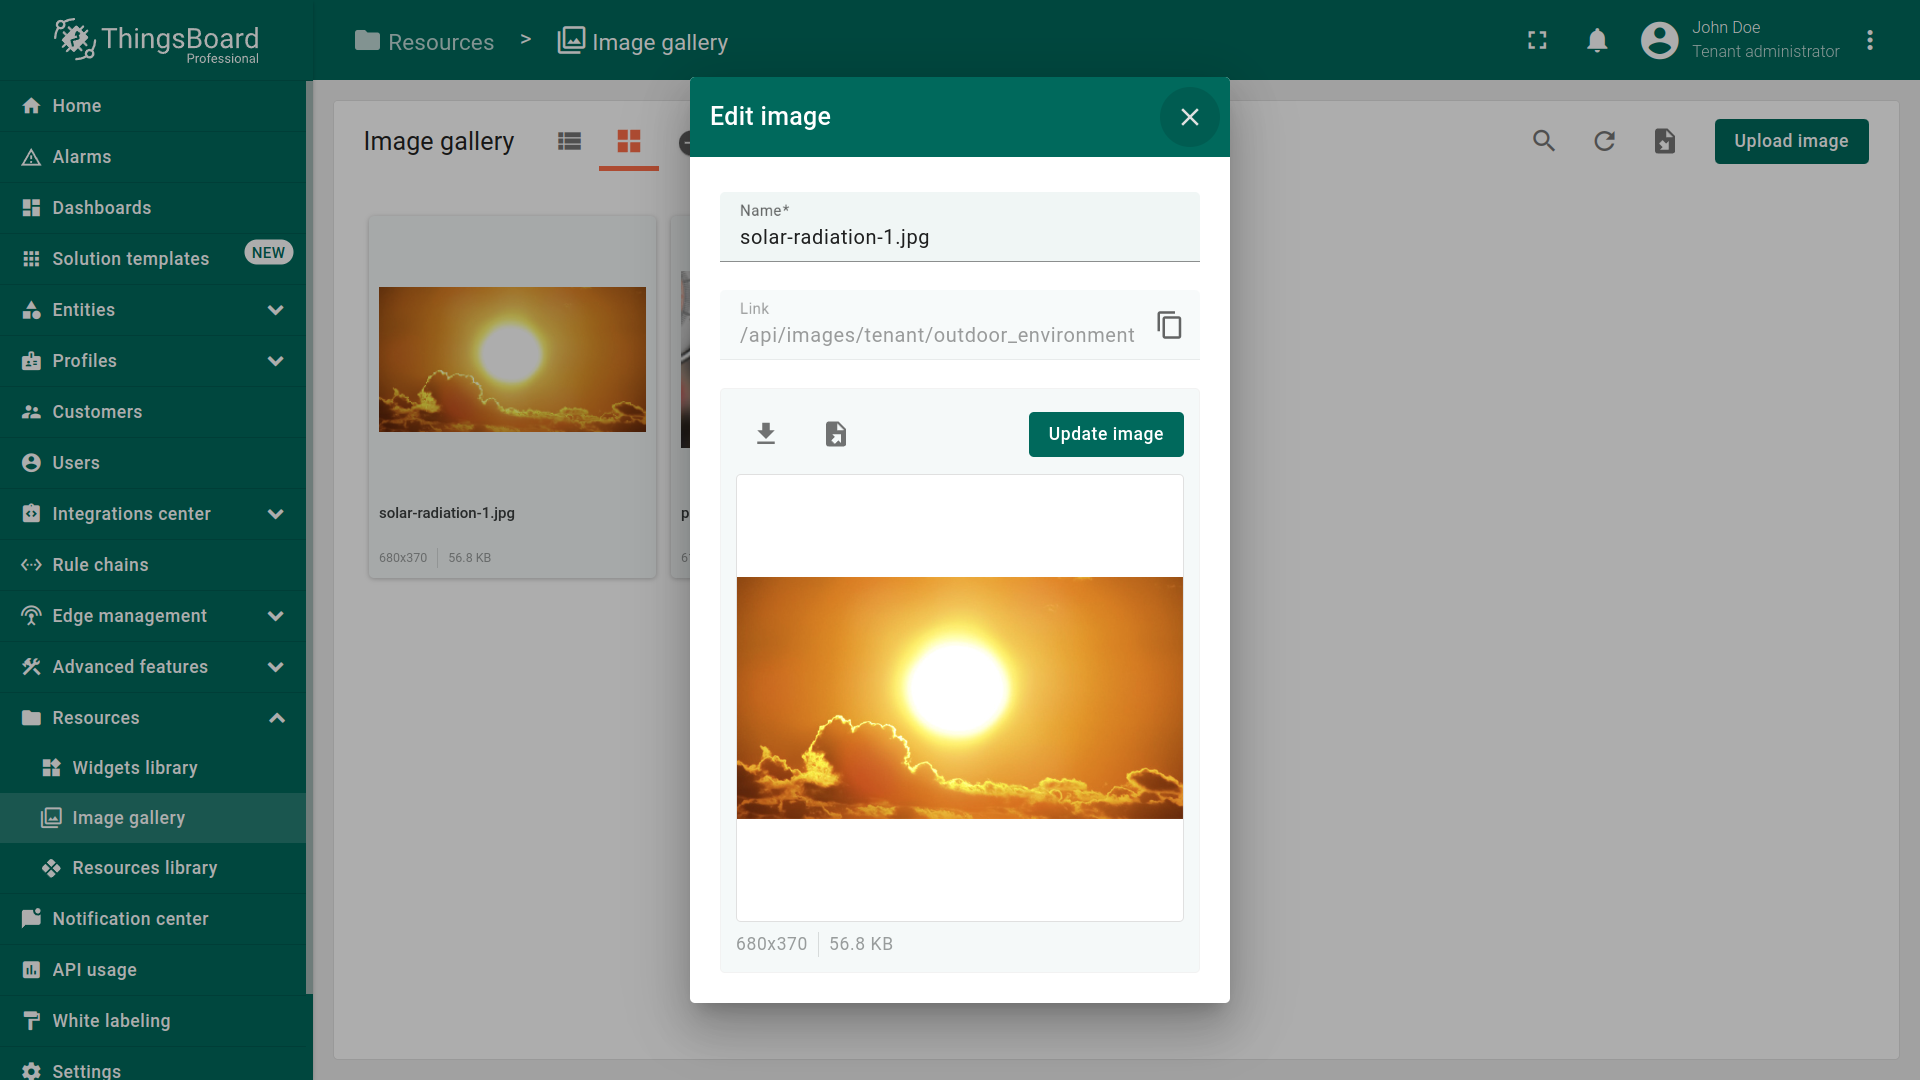 ThingsBoard
Professional
Resources > Image gallery
John Doe
Tenant administrator
Home
Alarms
Dashboards
Solution templates NEW
Entities
Profiles
Customers
Users
Integrations center
Rule chains
Edge management
Advanced features
Resources
Widgets library
Image gallery
Resources library
Notification center
API usage
White labeling
Settings
Image gallery
Upload image
solar-radiation-1.jpg
680x370 56.8 KB
p
6
Edit image
Name*
solar-radiation-1.jpg
Link
/api/images/tenant/outdoor_environment
Update image
680x370 56.8 KB